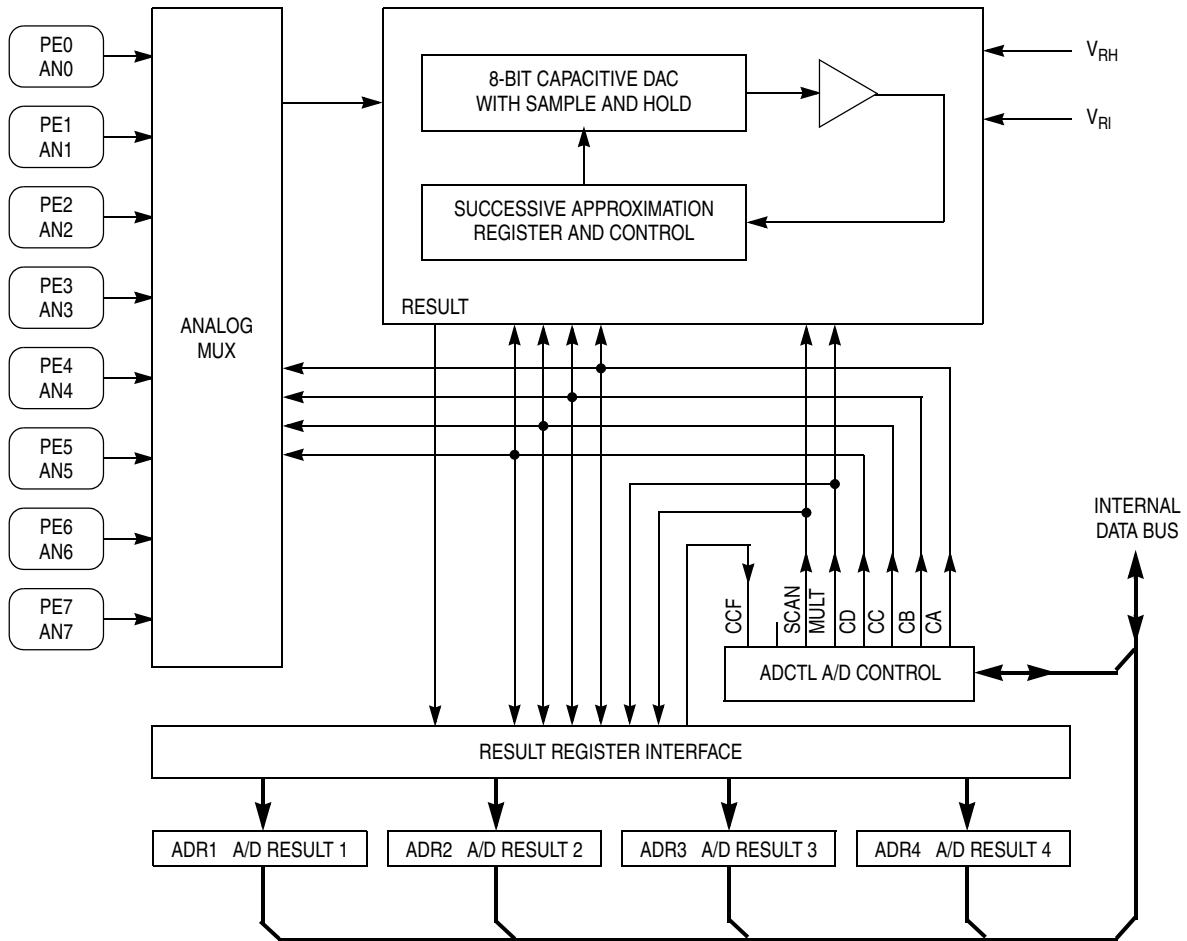 PE0
AN0
PE1
AN1
PE2
AN2
PE3
AN3
PE4
AN4
PE5
AN5
PE6
AN6
PE7
AN7
ANALOG
MUX
8-BIT CAPACITIVE DAC
WITH SAMPLE AND HOLD
SUCCESSIVE APPROXIMATION
REGISTER AND CONTROL
RESULT
VRH
VRI
INTERNAL
DATA BUS
CCF
SCAN
MULT
CD
CC
CB
CA
ADCTL A/D CONTROL
RESULT REGISTER INTERFACE
ADR1 A/D RESULT 1
ADR2 A/D RESULT 2
ADR3 A/D RESULT 3
ADR4 A/D RESULT 4